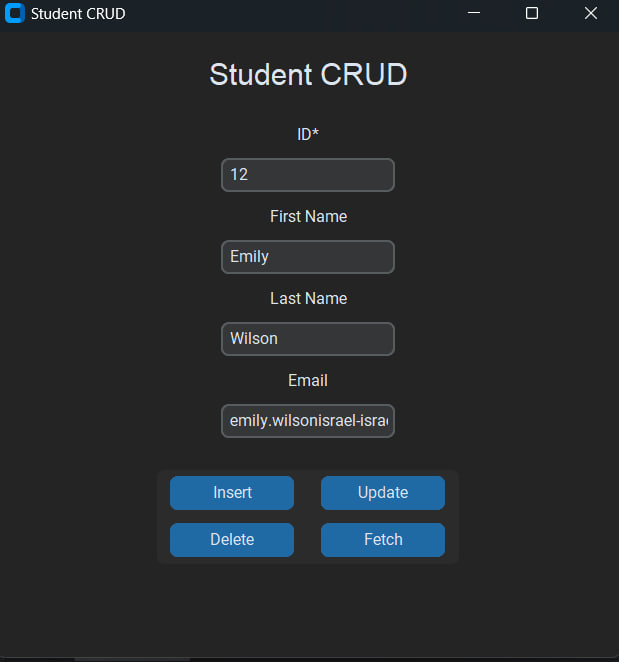 Student CRUD
Student CRUD
ID*
12
First Name
Emily
Last Name
Wilson
Email
emily.wilsonisrael-isra
Insert
Update
Delete
Fetch